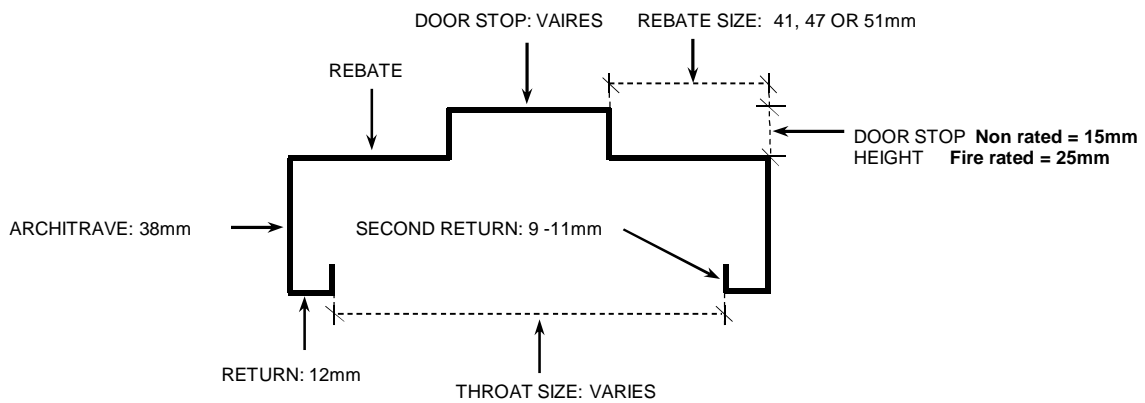 DOOR STOP: VAIRES
REBATE SIZE: 41, 47 OR 51mm
REBATE
DOOR STOP Non rated = 15mm
HEIGHT Fire rated = 25mm
ARCHITRAVE: 38mm
SECOND RETURN: 9 -11mm
RETURN: 12mm
THROAT SIZE: VARIES